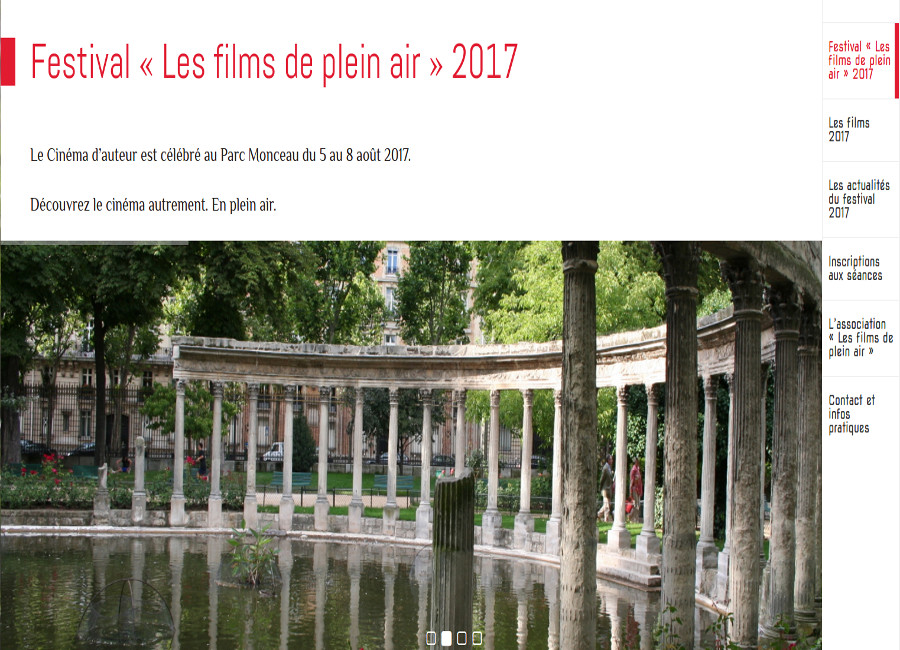 Festival « Les films de plein air » 2017
Le Cinéma d'auteur est célébré au Parc Monceau du 5 au 8 août 2017.
Découvrez le cinéma autrement. En plein air.
Festival « Les
films de plein
air » 2017
Les films
2017
Les actualités
du festival
2017
Inscriptions
aux séances
L'association
« Les films de
plein air »
Contact et
infos
pratiques